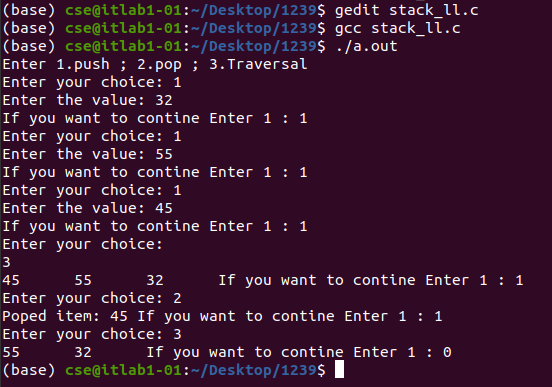 (base) cse@itlab1-01:~/Desktop/1239$ gedit stack_ll.c
(base) cse@itlab1-01:~/Desktop/1239$ gcc stack_ll.c
(base) cse@itlab1-01:~/Desktop/1239$ ./a.out
Enter 1.push ; 2.pop ; 3.Traversal
Enter your choice: 1
Enter the value: 32
If you want to contine Enter 1 : 1
Enter your choice: 1
Enter the value: 55
If you want to contine Enter 1 : 1
Enter your choice: 1
Enter the value: 45
If you want to contine Enter 1 : 1
Enter your choice:
3
45      55      32      If you want to contine Enter 1 : 1
Enter your choice: 2
Poped item: 45 If you want to contine Enter 1 : 1
Enter your choice: 3
55      32      If you want to contine Enter 1 : 0
(base) cse@itlab1-01:~/Desktop/1239$